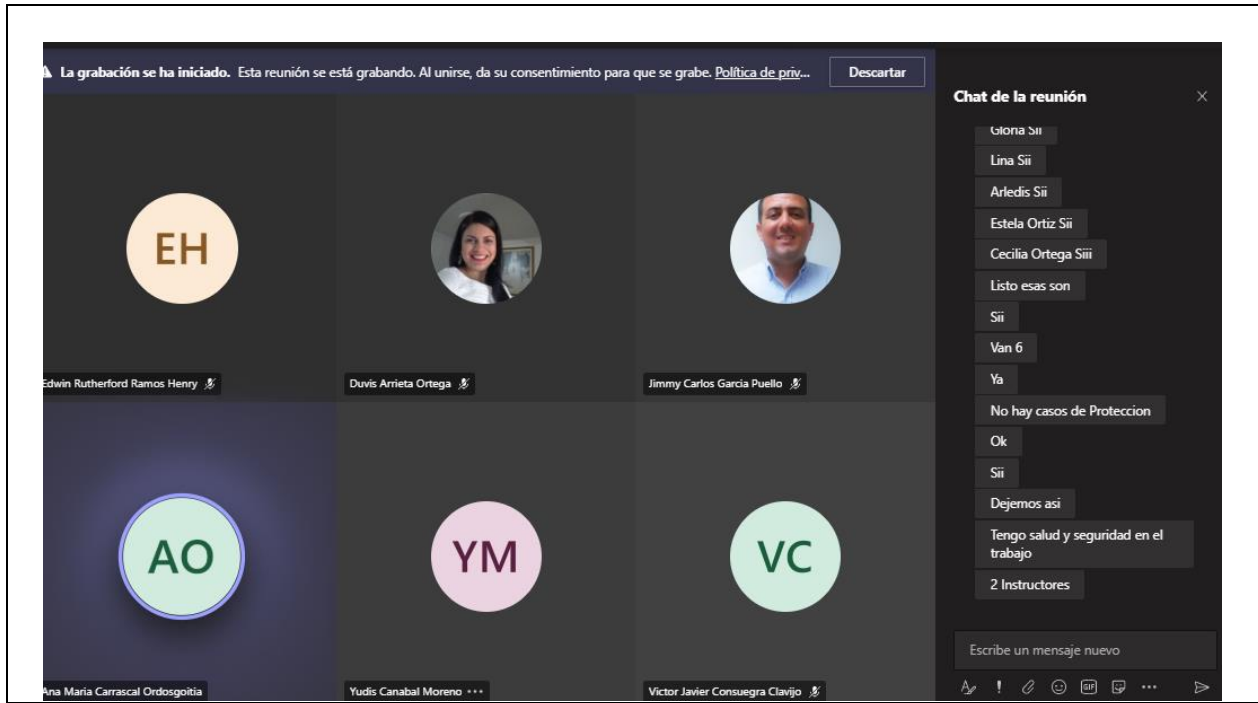 La grabación se ha iniciado. Esta reunión se está grabando. Al unirse, da su consentimiento para que se grabe. Política de priv...
Descartar
EH
Edwin Rutherford Ramos Henry
Duvis Arrieta Ortega
Jimmy Carlos Garcia Puello
AO
Ana Maria Carrascal Ordosgoitia
YM
Yudis Canabal Moreno ···
VC
Victor Javier Consuegra Clavijo
Chat de la reunión
Gloria Sii
Lina Sii
Arledis Sii
Estela Ortiz Sii
Cecilia Ortega Siii
Listo esas son
Sii
Van 6
Ya
No hay casos de Proteccion
Ok
Sii
Dejemos asi
Tengo salud y seguridad en el
trabajo
2 Instructores
Escribe un mensaje nuevo
GIF